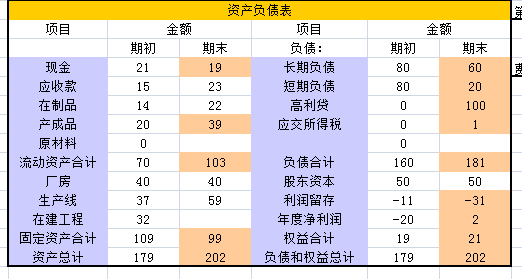 资产负债表
项目 金额 项目 金额
期初 期末 负债： 期初 期末
现金 21 19 长期负债 80 60
应收款 15 23 短期负债 80 20
在制品 14 22 高利贷 0 100
产成品 20 39 应交所得税 0 1
原材料 0 0
流动资产合计 70 103 负债合计 160 181
厂房 40 40 股东资本 50 50
生产线 37 59 利润留存 -11 -31
在建工程 32 年度净利润 -20 2
固定资产合计 109 99 权益合计 19 21
资产总计 179 202 负债和权益总计 179 202